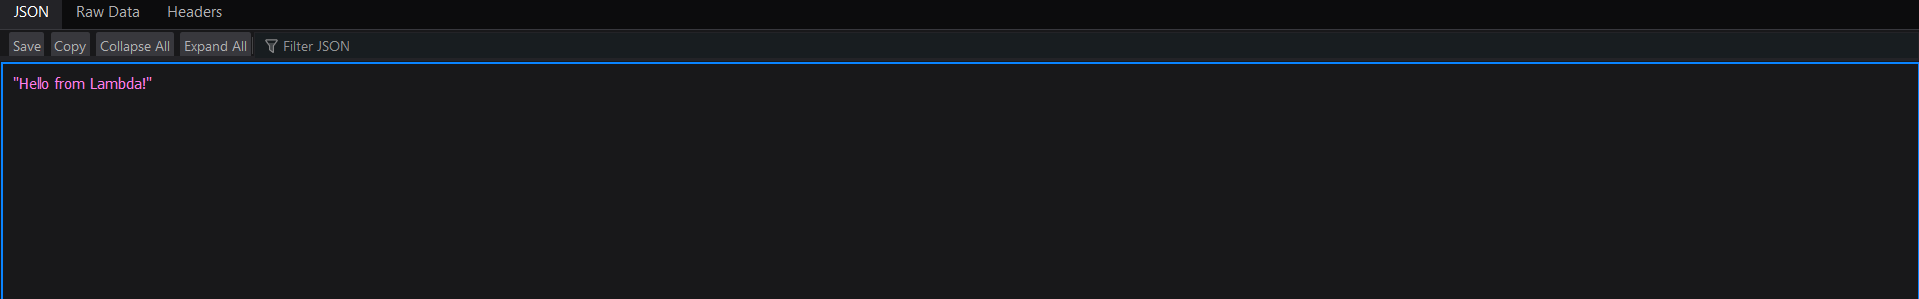 JSON Raw Data Headers
Save Copy Collapse All Expand All Filter JSON
"Hello from Lambda!"